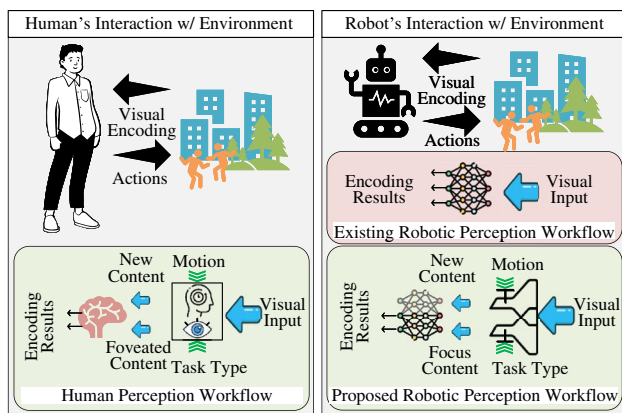 Human's Interaction w/ Environment
Visual
Encoding
Actions
New
Content
Motion
Encoding
Results
Visual
Input
Foveated
Content
Task Type
Human Perception Workflow
Robot's Interaction w/ Environment
Visual
Encoding
Actions
Encoding
Results
Visual
Input
Existing Robotic Perception Workflow
New
Content
Motion
Encoding
Results
Visual
Input
Focus
Content
Task Type
Proposed Robotic Perception Workflow